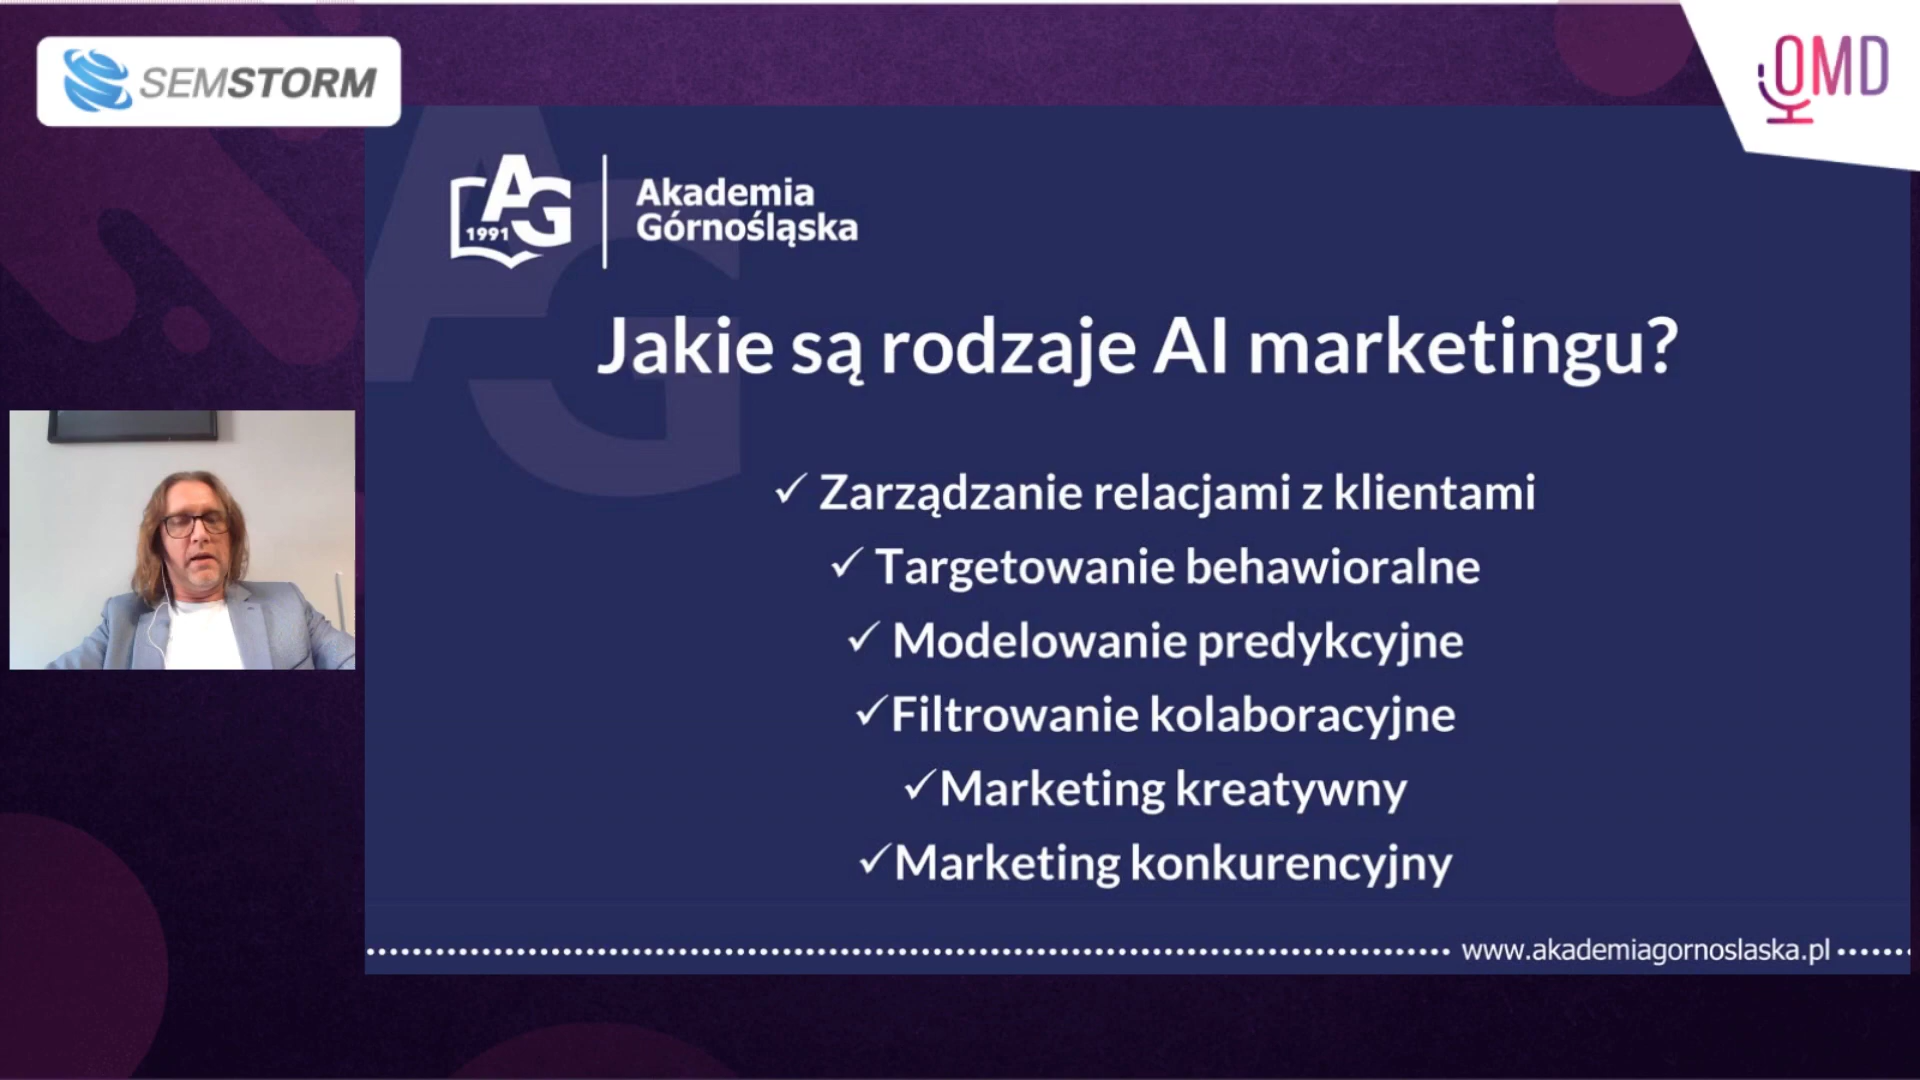 SEMSTORM
OMD
AG
1991
Akademia
Górnośląska
Jakie są rodzaje AI marketingu?
✓ Zarządzanie relacjami z klientami
✓ Targetowanie behawioralne
✓ Modelowanie predykcyjne
✓Filtrowanie kolaboracyjne
✓Marketing kreatywny
✓Marketing konkurencyjny
www.akademiagornoslaska.pl